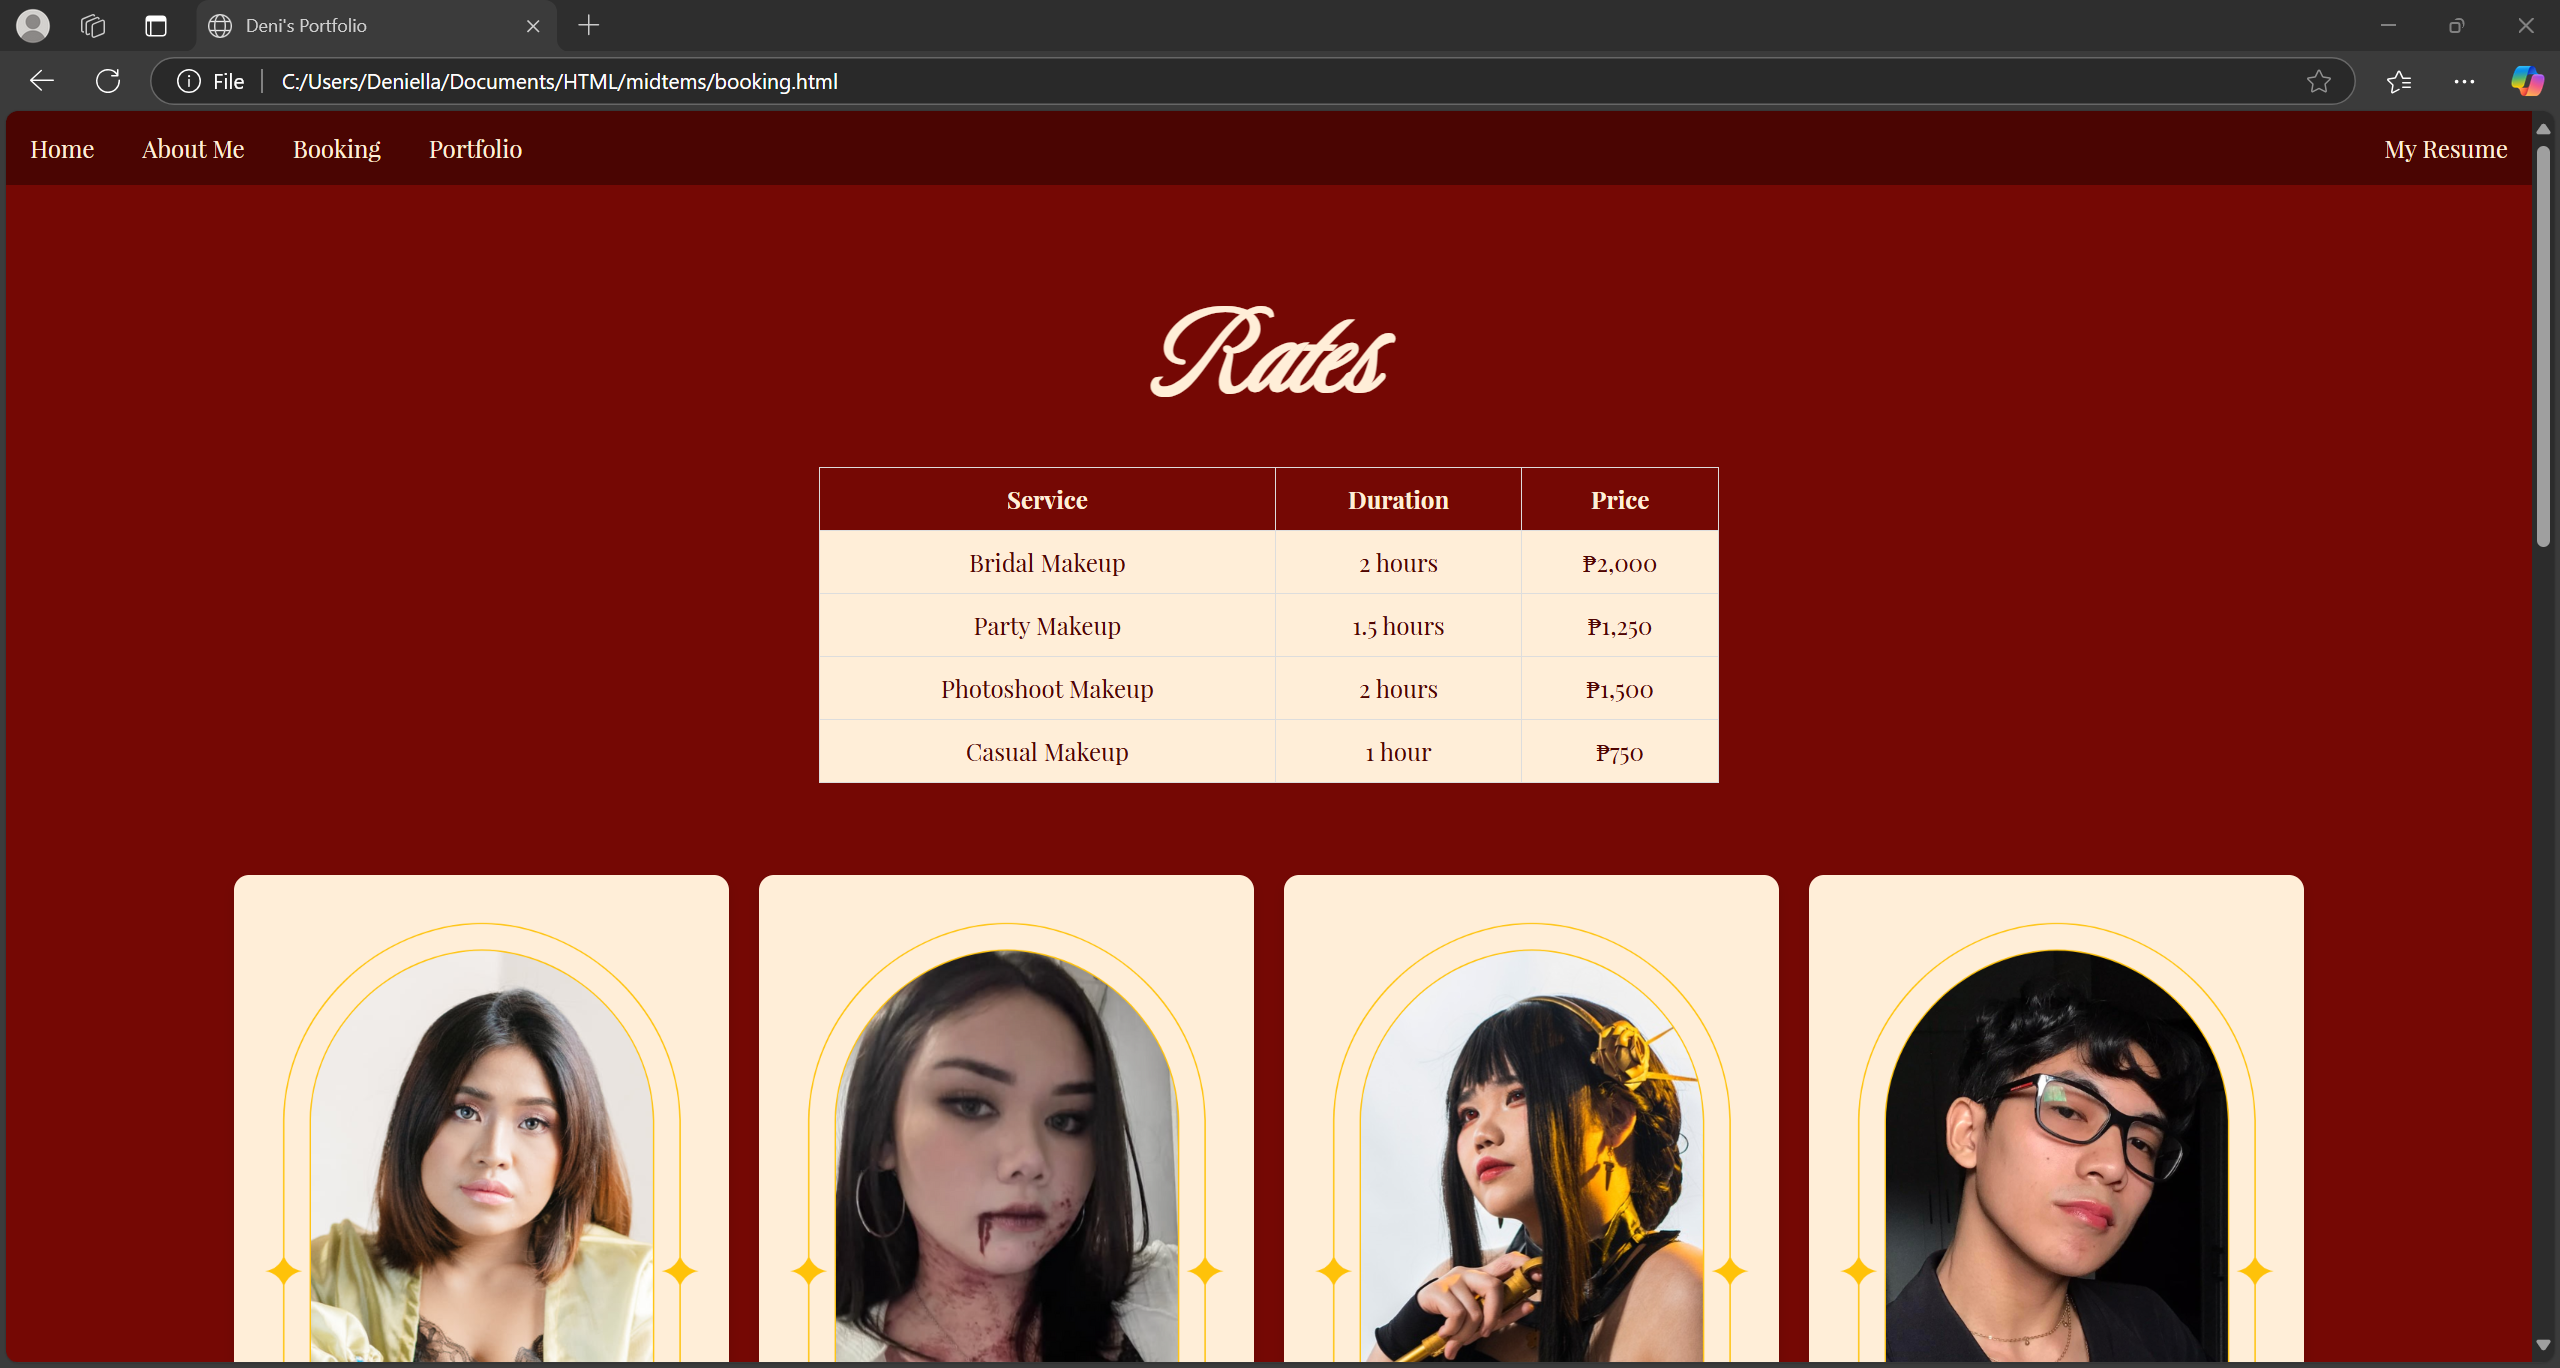 Deni's Portfolio
File C:/Users/Deniella/Documents/HTML/midtems/booking.html
Home About Me Booking Portfolio My Resume
Rates
Service Duration Price
Bridal Makeup 2 hours ₱2,000
Party Makeup 1.5 hours ₱1,250
Photoshoot Makeup 2 hours ₱1,500
Casual Makeup 1 hour ₱750